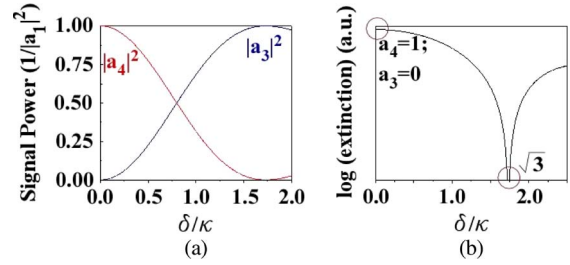 Signal Power (1/|a₁|²)
1.00
0.75
0.50
0.25
0.00
|a₄|²
|a₃|²
0.0 0.5 1.0 1.5 2.0
δ/κ
(a)
log (extinction) (a.u.)
a₄=1;
a₃=0
√3
0.0 1.0 2.0
δ/κ
(b)